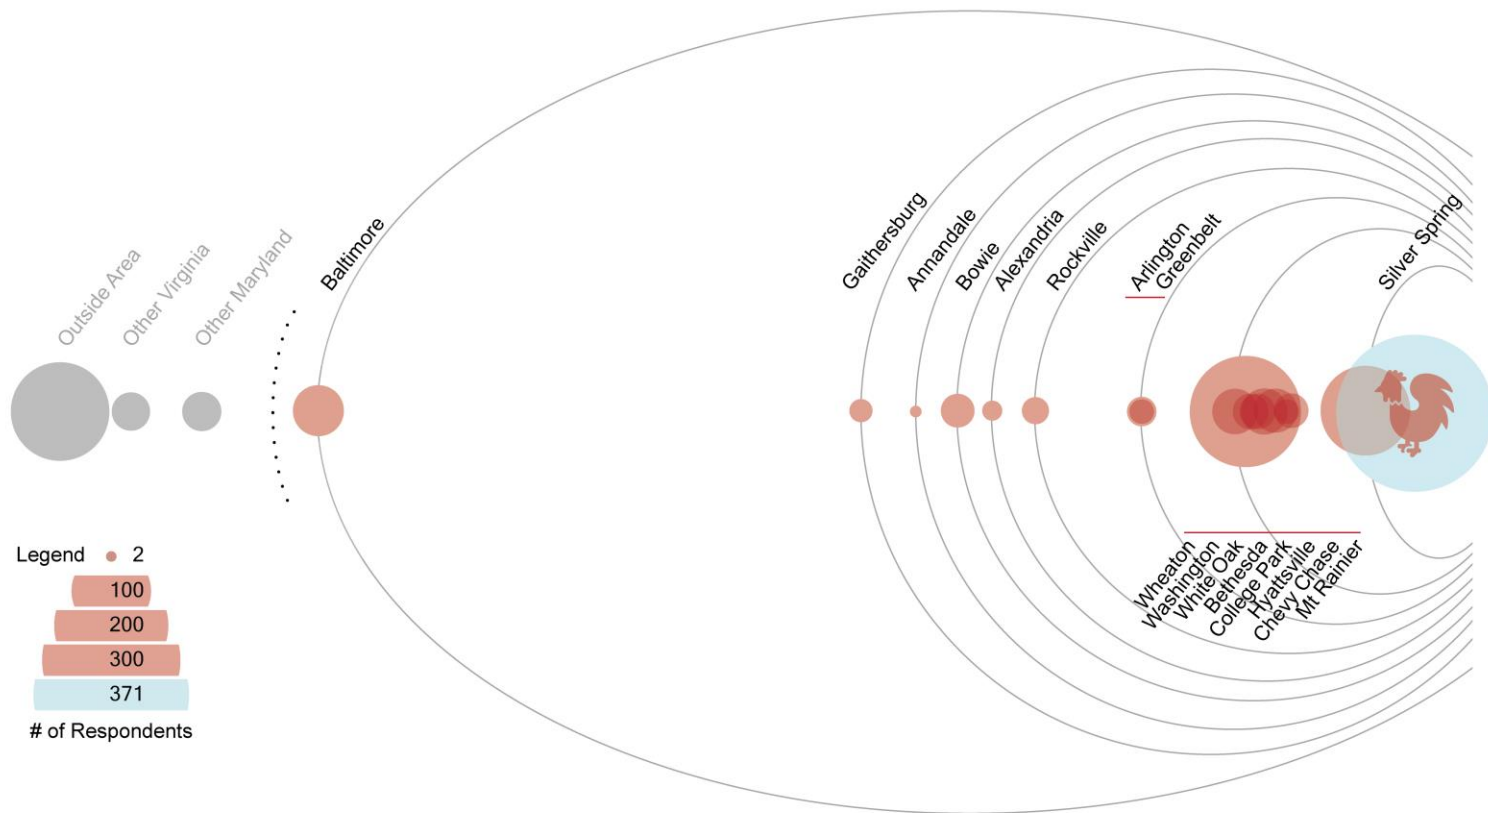 Outside Area
Other Virginia
Other Maryland
Baltimore
Gaithersburg
Annandale
Bowie
Alexandria
Rockville
Arlington
Greenbelt
Silver Spring
Wheaton
Washington
White Oak
Bethesda
College Park
Hyattsville
Chevy Chase
Mt Rainier
Legend 2
100
200
300
371
# of Respondents